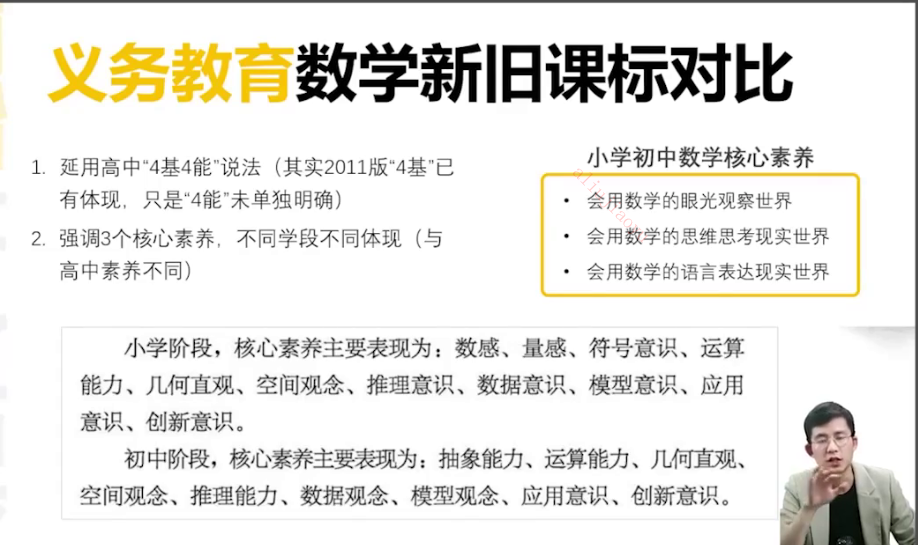 义务教育数学新旧课标对比
1. 延用高中“4基4能”说法（其实2011版“4基”已
有体现，只是“4能”未单独明确）
2. 强调3个核心素养，不同学段不同体现（与
高中素养不同）
小学初中数学核心素养
• 会用数学的眼光观察世界
• 会用数学的思维思考现实世界
• 会用数学的语言表达现实世界
小学阶段，核心素养主要表现为：数感、量感、符号意识、运算
能力、几何直观、空间观念、推理意识、数据意识、模型意识、应用
意识、创新意识。
初中阶段，核心素养主要表现为：抽象能力、运算能力、几何直观、
空间观念、推理能力、数据观念、模型观念、应用意识、创新意识。